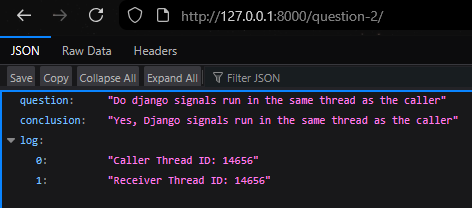 http://127.0.0.1:8000/question-2/
JSON Raw Data Headers
Save Copy Collapse All Expand All Filter JSON
question: "Do django signals run in the same thread as the caller"
conclusion: "Yes, Django signals run in the same thread as the caller"
log:
0: "Caller Thread ID: 14656"
1: "Receiver Thread ID: 14656"